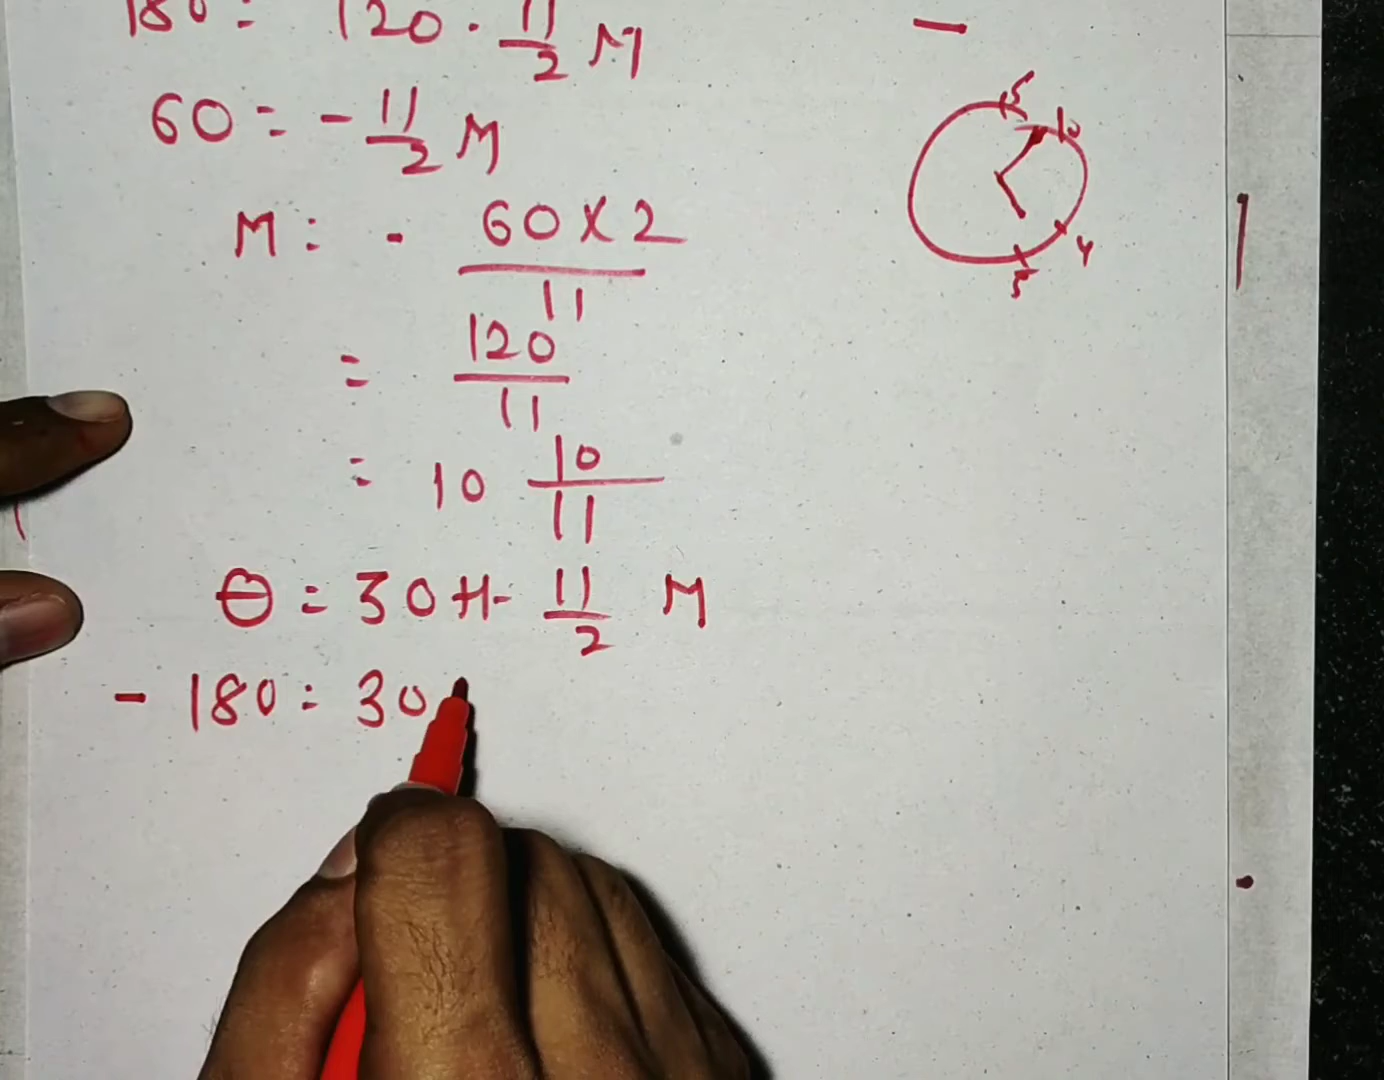 180 = 120 · 11/2 M
60 = - 11/2 M
M = - 60 x 2 / 11
= 120 / 11
= 10 10/11
θ = 30 H - 11/2 M
- 180 = 30
5
10
4
5